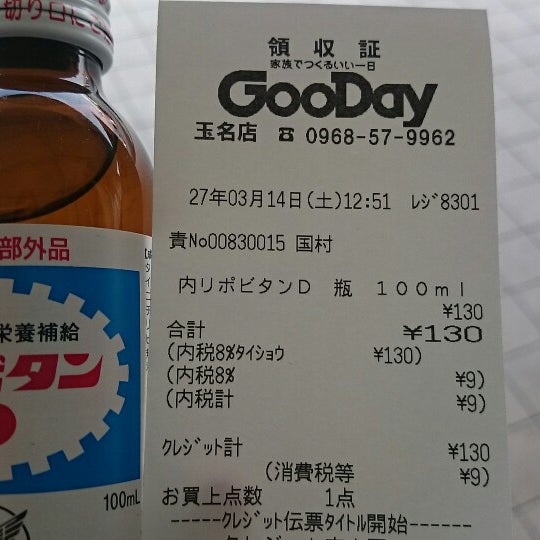 領収証
家族でつくるいい一日
GooDay
玉名店 ☎ 0968-57-9962
27年03月14日(土)12:51 ﾚｼﾞ8301
責No00830015 国村
内リポビタンD 瓶 100ml
¥130
合計 ¥130
(内税8%ﾀｲｼｮｳ ¥130)
(内税8% ¥9)
(内税計 ¥9)
ｸﾚｼﾞｯﾄ計 ¥130
(消費税等 ¥9)
お買上点数 1点
-----ｸﾚｼﾞｯﾄ伝票ﾀｲﾄﾙ開始------
部外品
栄養補給
ビタン
100mL